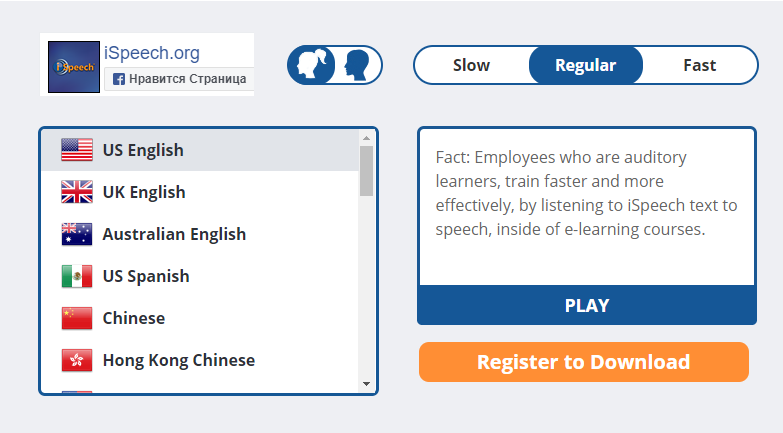 iSpeech
iSpeech.org
Нравится Страница
Slow
Regular
Fast
US English
UK English
Australian English
US Spanish
Chinese
Hong Kong Chinese
Fact: Employees who are auditory
learners, train faster and more
effectively, by listening to iSpeech text to
speech, inside of e-learning courses.
PLAY
Register to Download